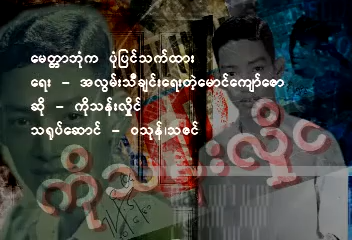 မေတ္တာဘုံက ပုံပြင်သက်ထား
ရေး – အလွမ်းသီချင်းရေးတဲ့မောင်ကျော်ဇော
ဆို – ကိုသန်းလှိုင်
သရုပ်ဆောင် – ဝသုန်၊သဇင်
ကိုသန်းလှိုင်